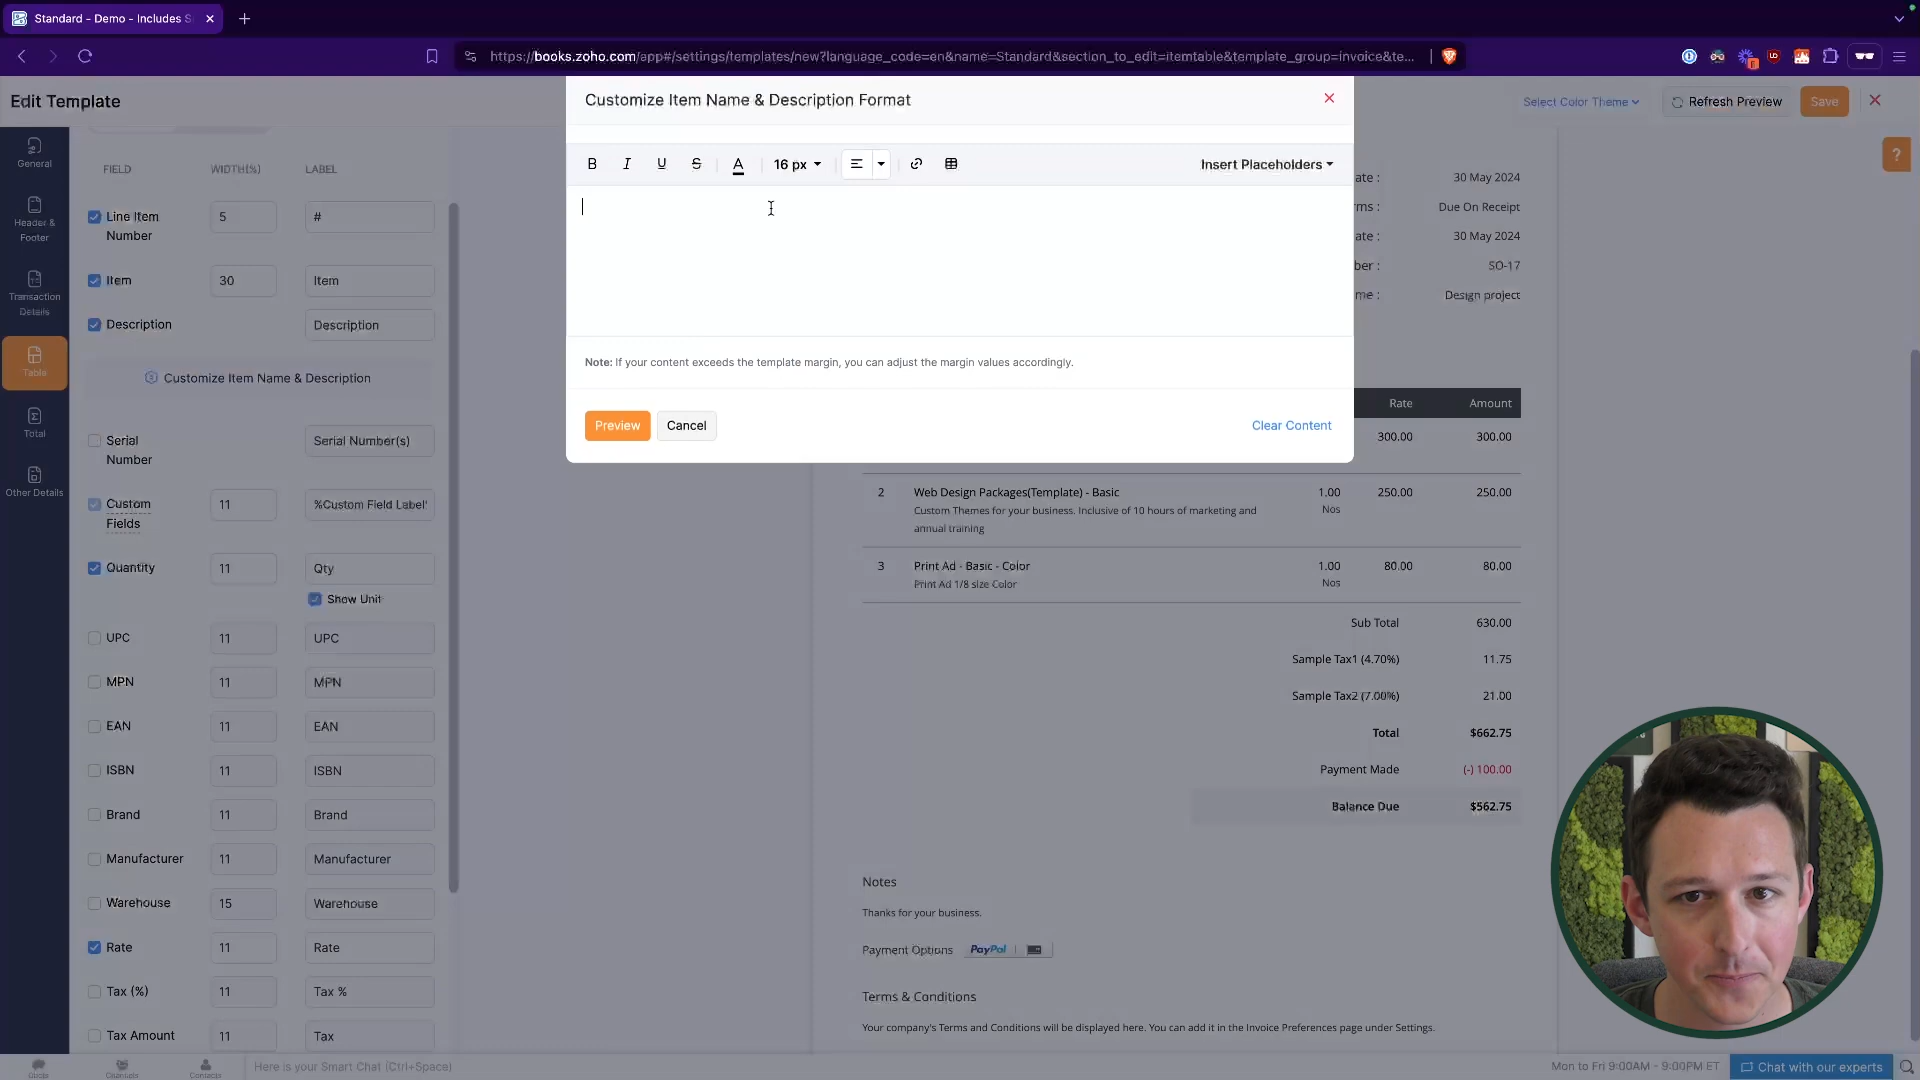 Standard - Demo - Includes S
https://books.zoho.com/app#/settings/templates/new?language_code=en&name=Standard&section_to_edit=itemtable&template_group=invoice&te...
Edit Template
Select Color Theme
Refresh Preview
Save
General
Header & Footer
Transaction Details
Table
Total
Other Details
FIELD WIDTH(%) LABEL
Line Item Number 5 #
Item 30 Item
Description Description
Customize Item Name & Description
Serial Number Serial Number(s)
Custom Fields 11 %Custom Field Label'
Quantity 11 Qty
Show Unit
UPC 11 UPC
MPN 11 MPN
EAN 11 EAN
ISBN 11 ISBN
Brand 11 Brand
Manufacturer 11 Manufacturer
Warehouse 15 Warehouse
Rate 11 Rate
Tax (%) 11 Tax %
Tax Amount 11 Tax
Customize Item Name & Description Format
B I U S A 16 px Insert Placeholders
Note: If your content exceeds the template margin, you can adjust the margin values accordingly.
Preview Cancel Clear Content
ate : 30 May 2024
rms : Due On Receipt
ate : 30 May 2024
ber : SO-17
me : Design project
?
Rate Amount
300.00 300.00
2 Web Design Packages(Template) - Basic 1.00 250.00 250.00
Custom Themes for your business. Inclusive of 10 hours of marketing and Nos
annual training
3 Print Ad - Basic - Color 1.00 80.00 80.00
Print Ad 1/8 size Color Nos
Sub Total 630.00
Sample Tax1 (4.70%) 11.75
Sample Tax2 (7.00%) 21.00
Total $662.75
Payment Made (-) 100.00
Balance Due $562.75
Notes
Thanks for your business.
Payment Options PayPal
Terms & Conditions
Your company's Terms and Conditions will be displayed here. You can add it in the Invoice Preferences page under Settings.
Contacts
Here is your Smart Chat (Ctrl+Space)
Mon to Fri 9:00AM - 9:00PM ET
Chat with our experts